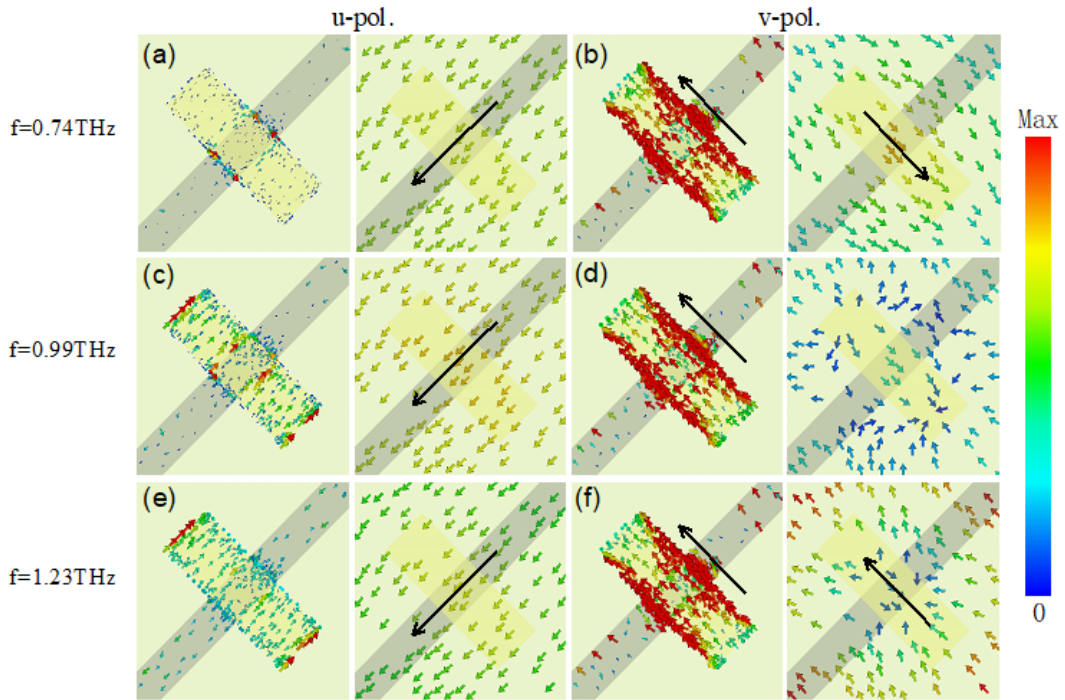 u-pol. v-pol.
(a) (b)
f=0.74THz
Max
(c) (d)
f=0.99THz
(e) (f)
f=1.23THz
0